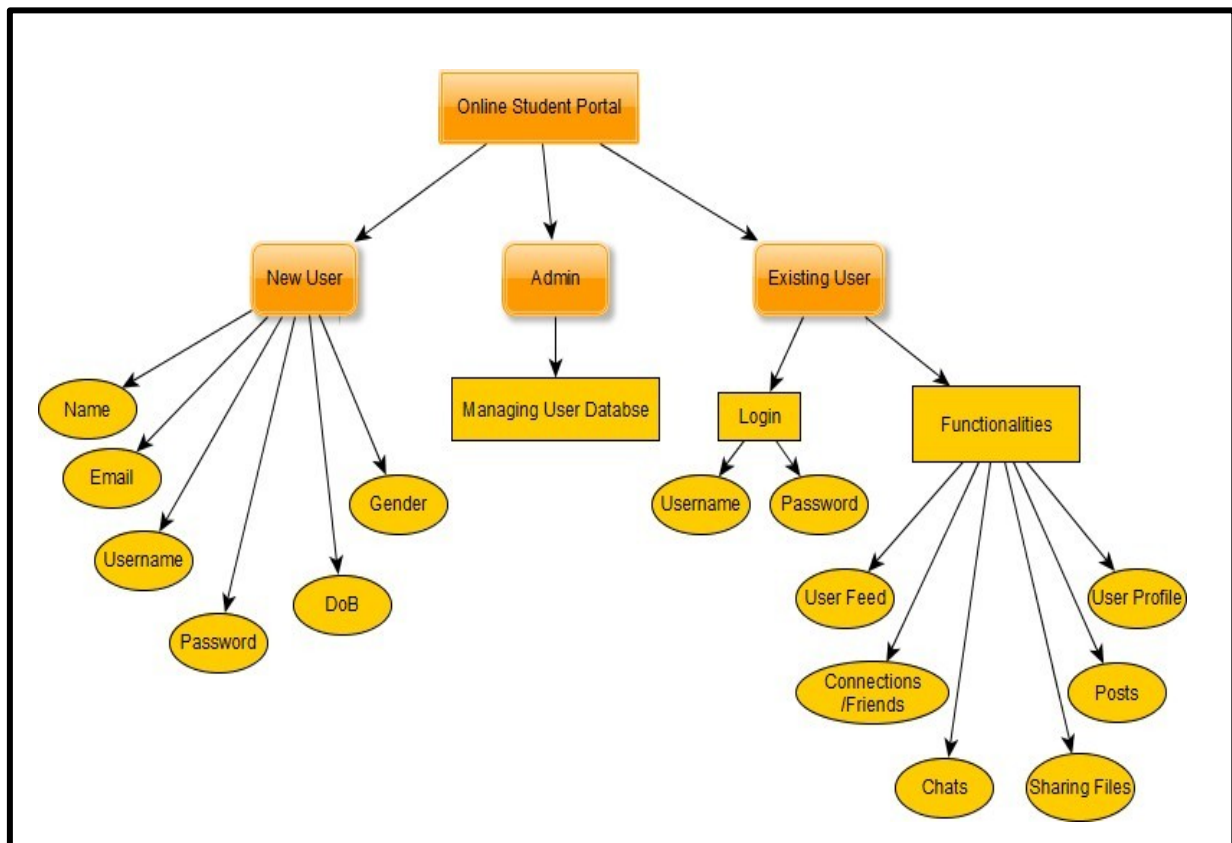 Online Student Portal
New User
Admin
Existing User
Name
Email
Username
Password
DoB
Gender
Managing User Databse
Login
Username
Password
Functionalities
User Feed
Connections
/Friends
Chats
Sharing Files
Posts
User Profile